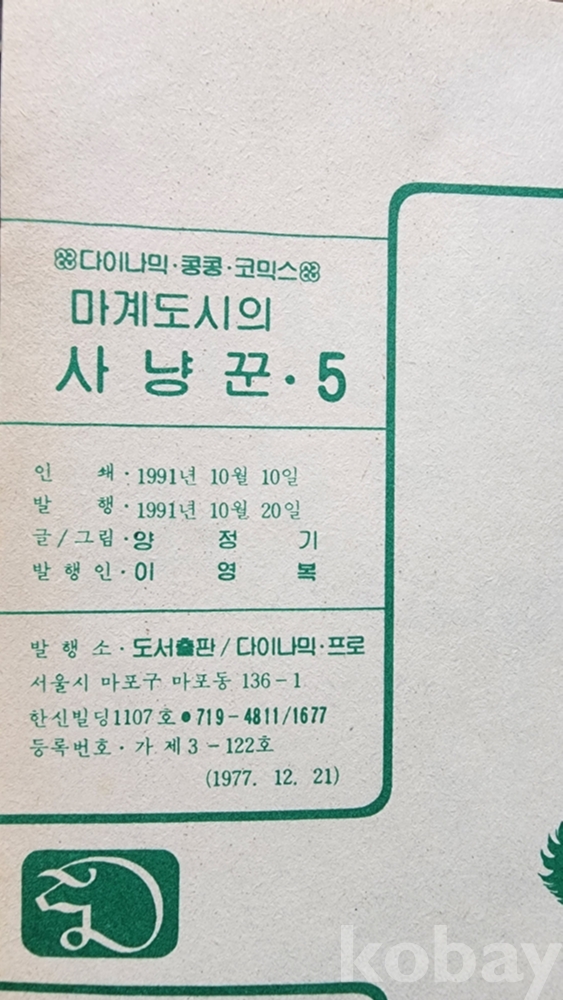 다이나믹·콩콩·코믹스
마계도시의
사냥꾼·5
인 쇄·1991년 10월 10일
발 행·1991년 10월 20일
글/그림·양 정 기
발행인·이 영 복
발행소·도서출판/다이나믹·프로
서울시 마포구 마포동 136-1
한신빌딩1107호●719-4811/1677
등록번호·가 제3-122호
(1977. 12. 21)
kobay